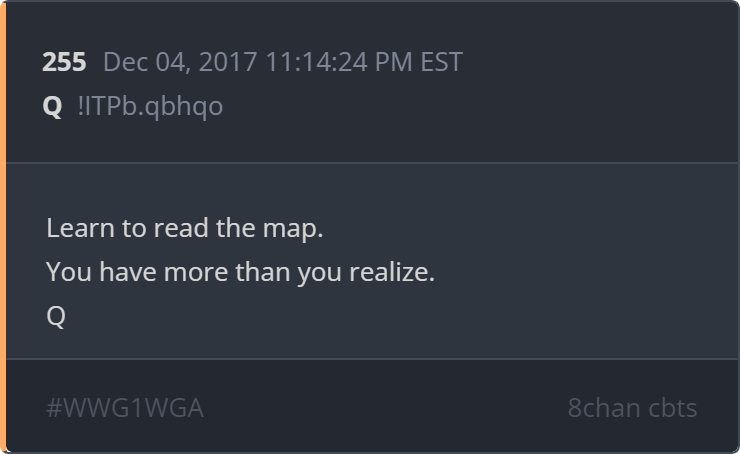 255 Dec 04, 2017 11:14:24 PM EST
Q !ITPb.qbhqo
Learn to read the map.
You have more than you realize.
Q
#WWG1WGA 8chan cbts